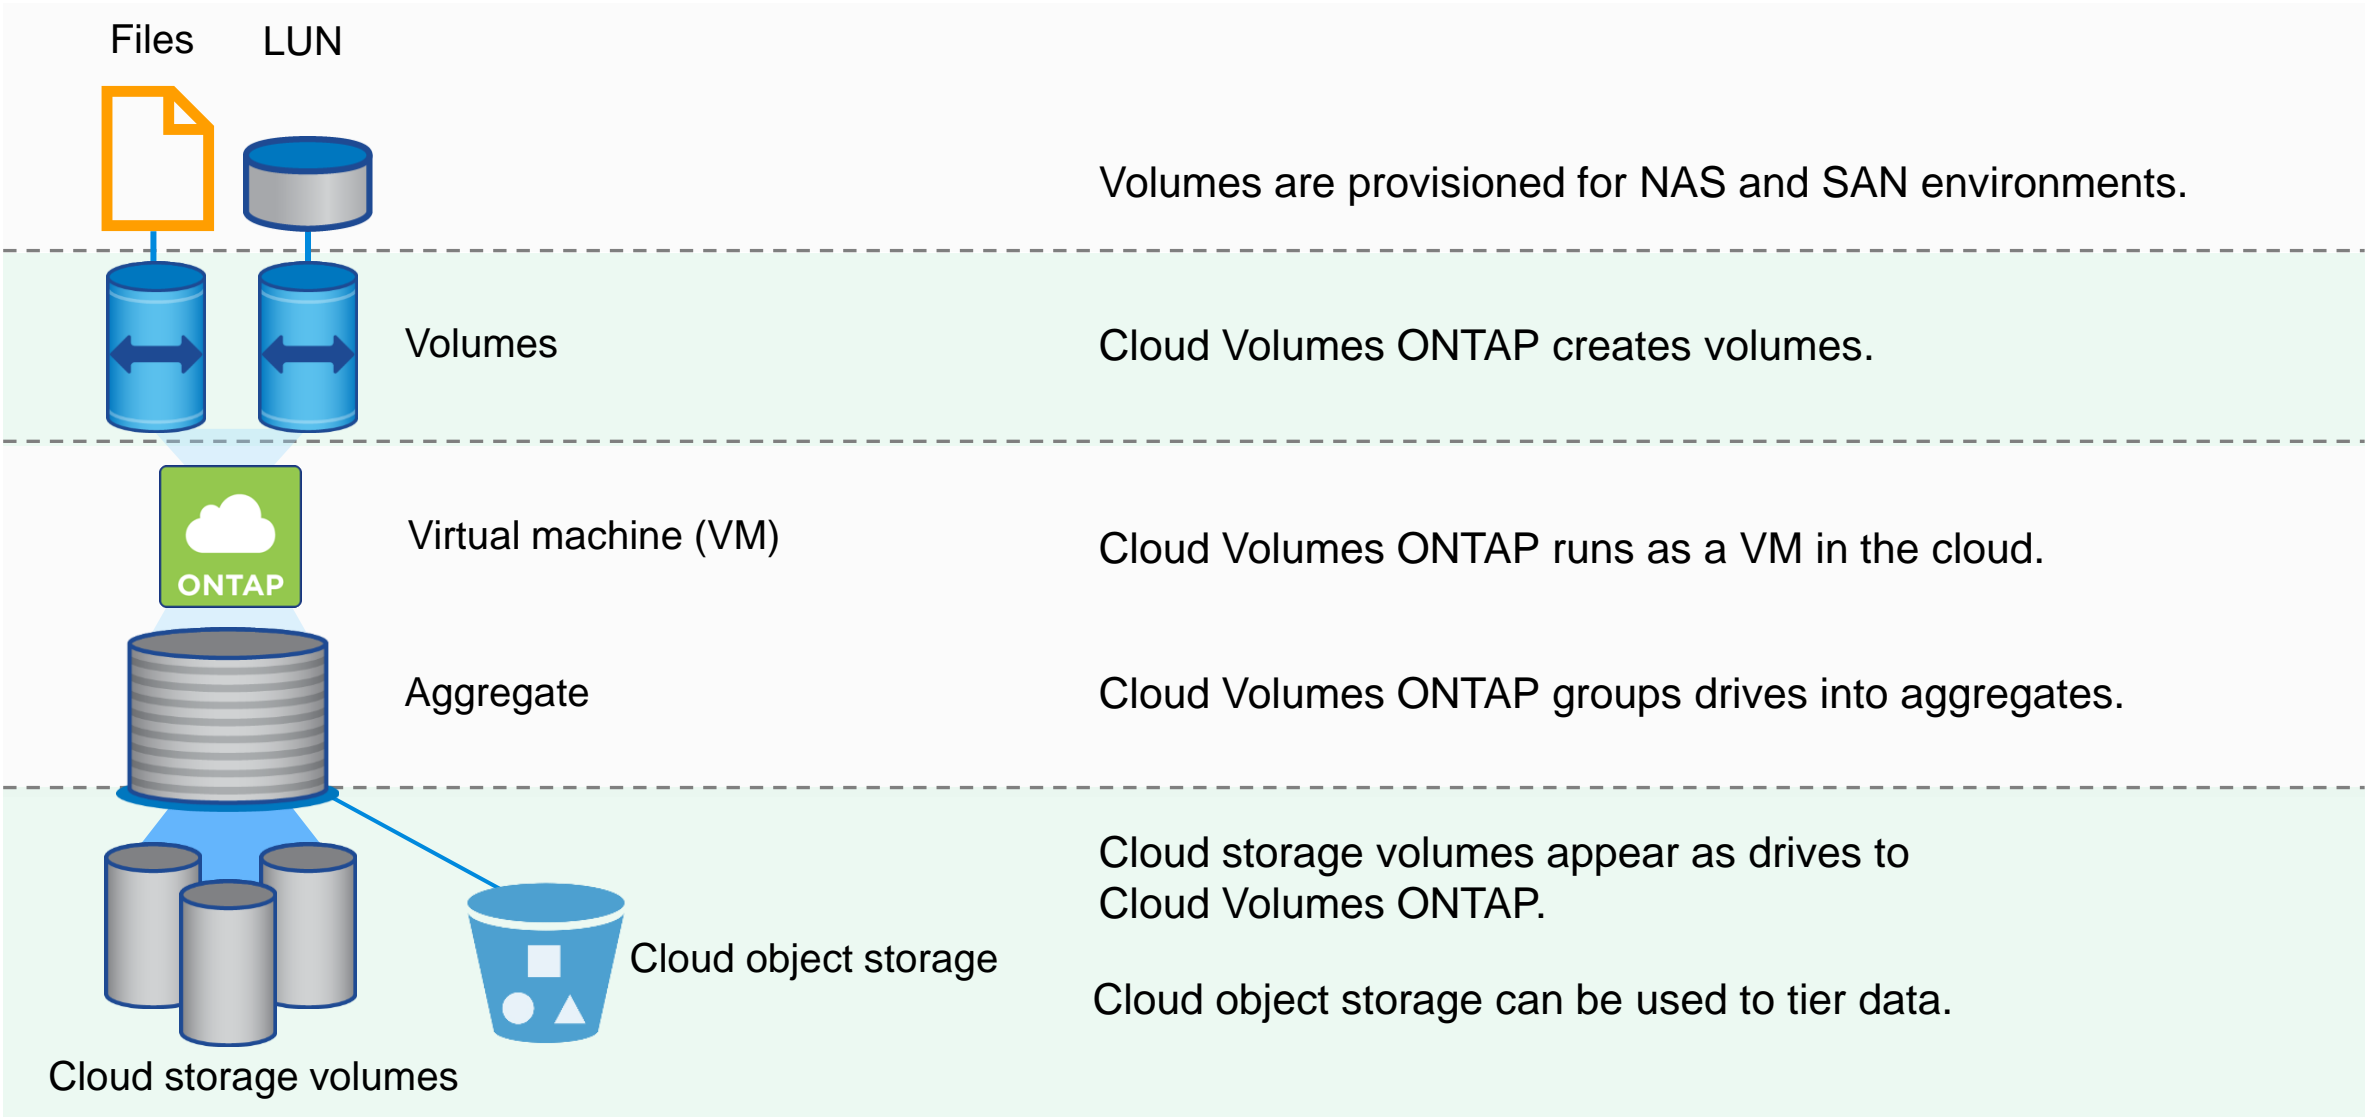 Files
LUN
Volumes are provisioned for NAS and SAN environments.
Volumes
Cloud Volumes ONTAP creates volumes.
ONTAP
Virtual machine (VM)
Cloud Volumes ONTAP runs as a VM in the cloud.
Aggregate
Cloud Volumes ONTAP groups drives into aggregates.
Cloud storage volumes appear as drives to
Cloud Volumes ONTAP.
Cloud object storage
Cloud object storage can be used to tier data.
Cloud storage volumes